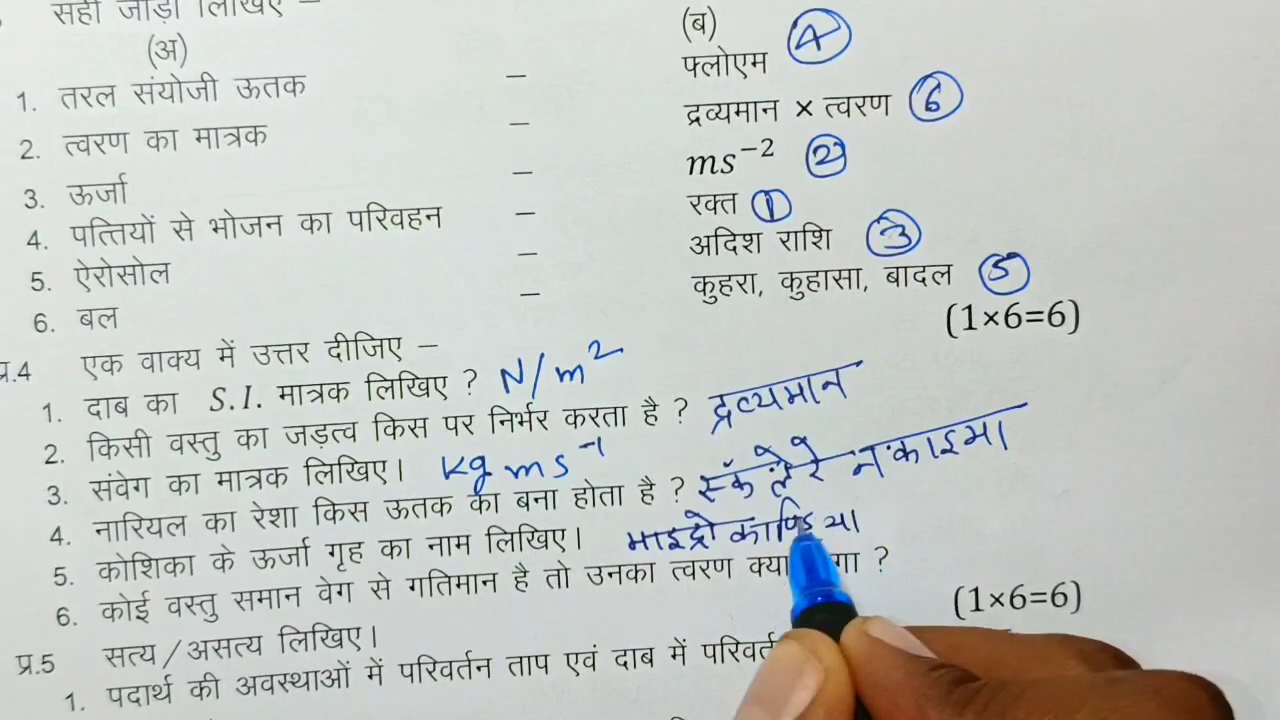 सही जोड़ी लिखिए –
(अ) (ब)
1. तरल संयोजी ऊतक – फ्लोएम 4
2. त्वरण का मात्रक – द्रव्यमान × त्वरण 6
3. ऊर्जा – ms⁻² 2
4. पत्तियों से भोजन का परिवहन – रक्त 1
5. ऐरोसोल – अदिश राशि 3
6. बल – कुहरा, कुहासा, बादल 5
(1×6=6)
प्र.4 एक वाक्य में उत्तर दीजिए –
1. दाब का S.I. मात्रक लिखिए ? N/m²
2. किसी वस्तु का जड़त्व किस पर निर्भर करता है ? द्रव्यमान
3. संवेग का मात्रक लिखिए। kg ms⁻¹
4. नारियल का रेशा किस ऊतक का बना होता है ?
5. कोशिका के ऊर्जा गृह का नाम लिखिए।
6. कोई वस्तु समान वेग से गतिमान है तो उनका त्वरण ?
(1×6=6)
प्र.5 सत्य/असत्य लिखिए।
1. पदार्थ की अवस्थाओं में परिवर्तन ताप एवं दाब में